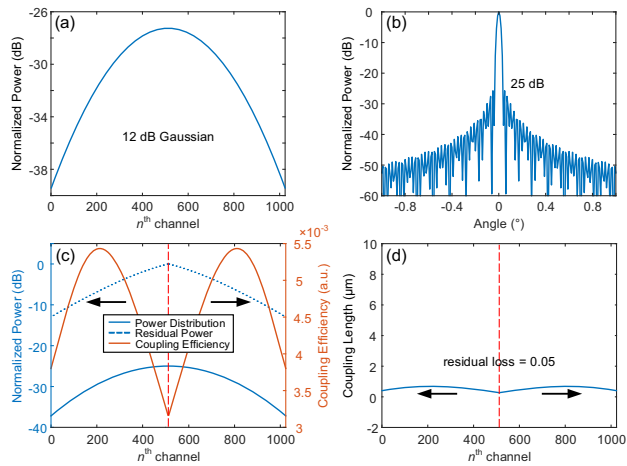 (a)
Normalized Power (dB)
-26
-30
-34
-38
12 dB Gaussian
0 200 400 600 800 1000
nth channel
(b)
Normalized Power (dB)
0
-10
-20
-30
-40
-50
-60
25 dB
-0.8 -0.4 0 0.4 0.8
Angle (°)
(c)
Normalized Power (dB)
0
-10
-20
-30
-40
×10-3
5.5
5
4.5
4
3.5
3
Coupling Efficiency (a.u.)
Power Distribution
Residual Power
Coupling Efficiency
0 200 400 600 800 1000
nth channel
(d)
Coupling Length (μm)
10
8
6
4
2
0
-2
residual loss = 0.05
0 200 400 600 800 1000
nth channel